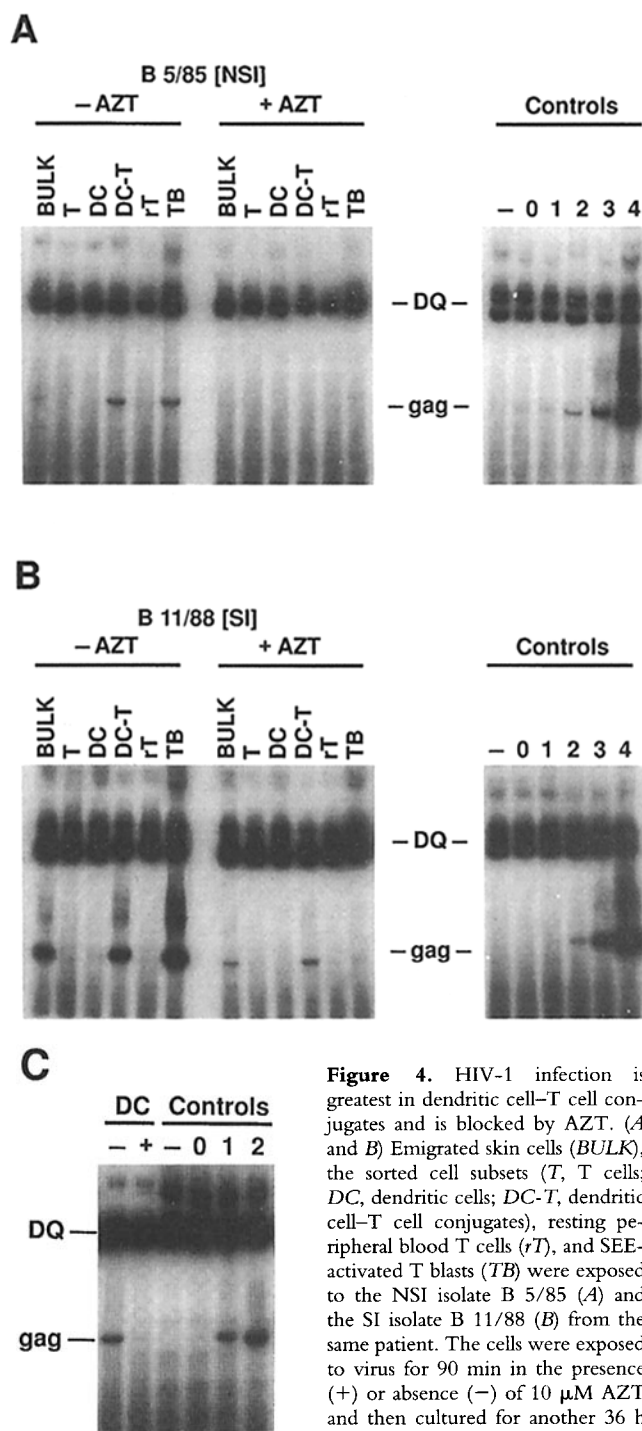 A
B 5/85 [NSI]
– AZT + AZT Controls
BULK T DC DC-T rT TB BULK T DC DC-T rT TB – 0 1 2 3 4
– DQ –
– gag –
B
B 11/88 [SI]
– AZT + AZT Controls
BULK T DC DC-T rT TB BULK T DC DC-T rT TB – 0 1 2 3 4
– DQ –
– gag –
C
DC Controls
– + – 0 1 2
DQ —
gag —
Figure 4. HIV-1 infection is
greatest in dendritic cell–T cell con-
jugates and is blocked by AZT. (A
and B) Emigrated skin cells (BULK),
the sorted cell subsets (T, T cells;
DC, dendritic cells; DC-T, dendritic
cell–T cell conjugates), resting pe-
ripheral blood T cells (rT), and SEE-
activated T blasts (TB) were exposed
to the NSI isolate B 5/85 (A) and
the SI isolate B 11/88 (B) from the
same patient. The cells were exposed
to virus for 90 min in the presence
(+) or absence (−) of 10 μM AZT
and then cultured for another 36 h